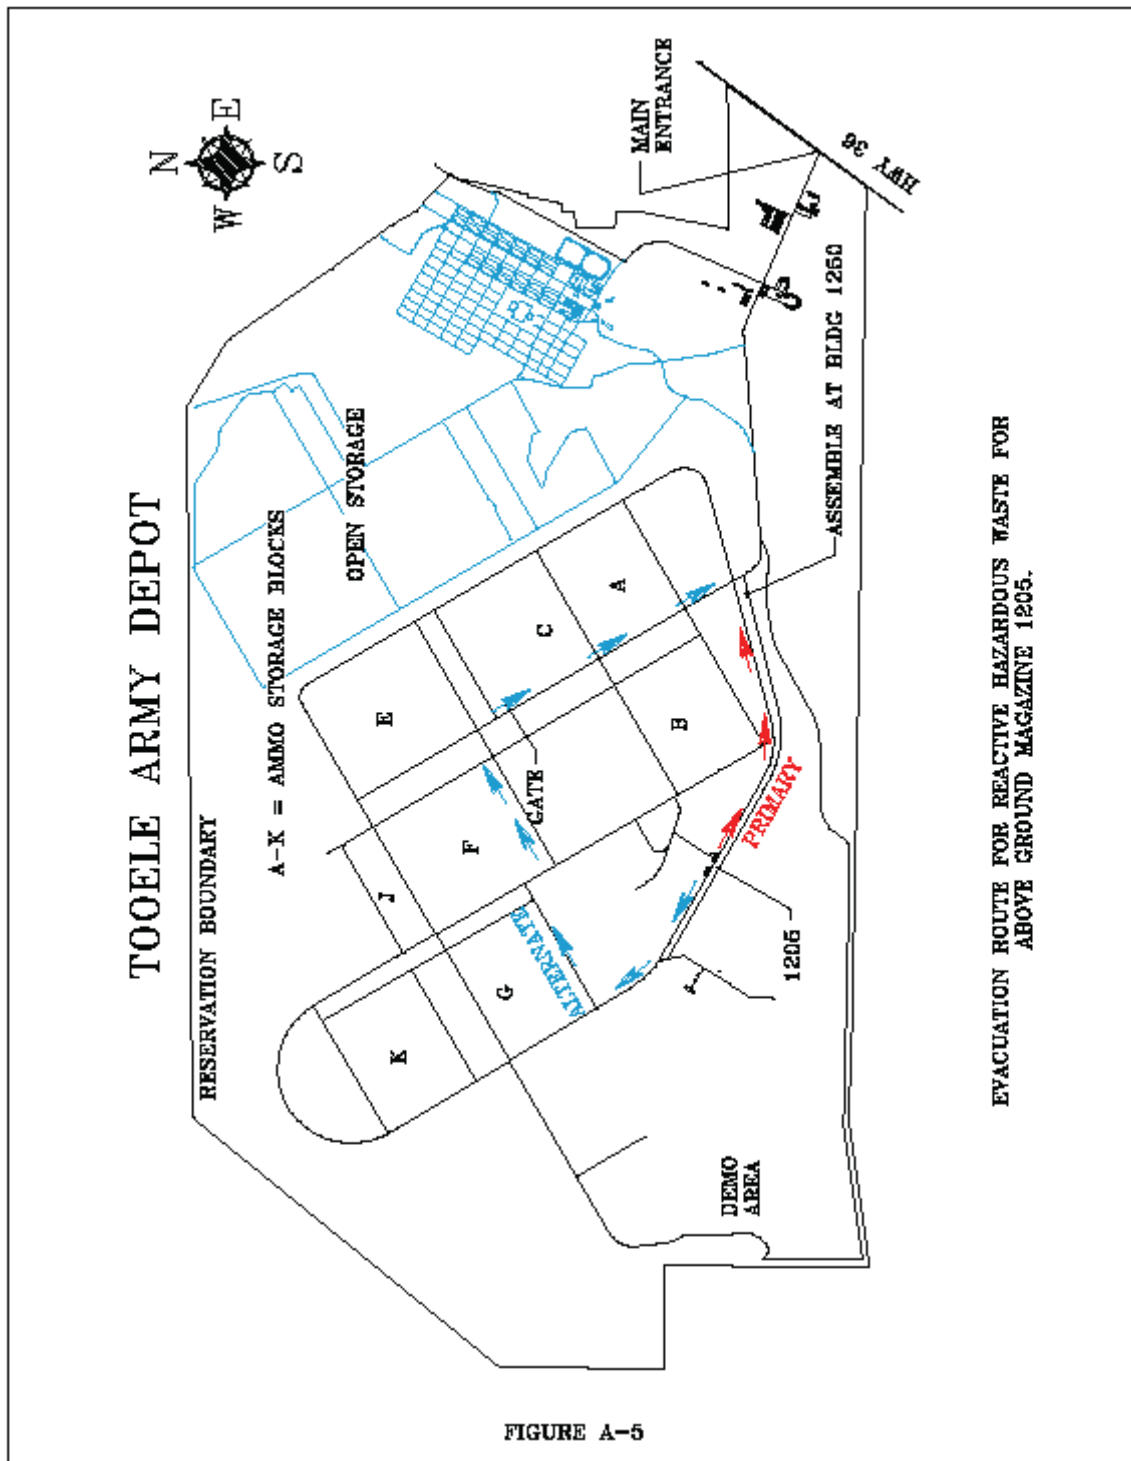 TOOELE ARMY DEPOT
N
E
S
W
RESERVATION BOUNDARY
A-K = AMMO STORAGE BLOCKS
OPEN STORAGE
MAIN
ENTRANCE
HWY 36
E
C
A
J
F
GATE
B
K
G
ALTERNATE
PRIMARY
1205
ASSEMBLE AT BLDG 1250
DEMO
AREA
EVACUATION ROUTE FOR REACTIVE HAZARDOUS WASTE FOR
ABOVE GROUND MAGAZINE 1205.
FIGURE A-5